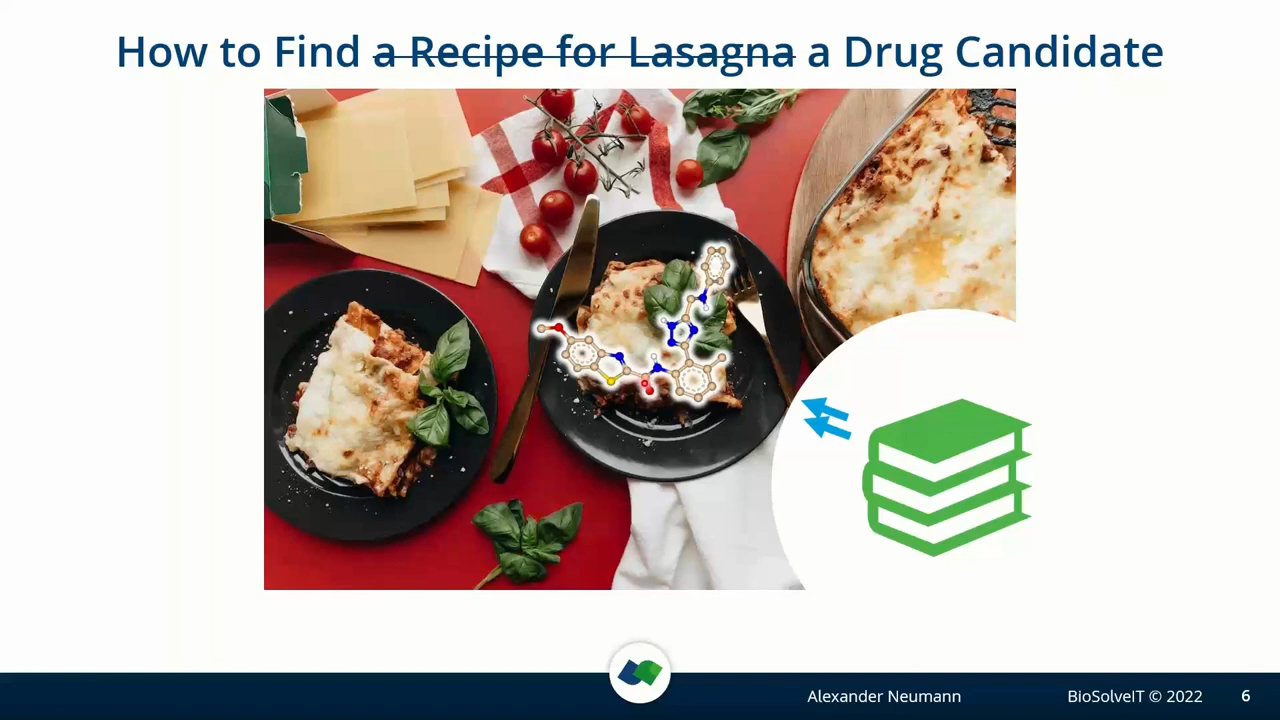 How to Find a Recipe for Lasagna a Drug Candidate
Alexander Neumann
BioSolveIT © 2022
6